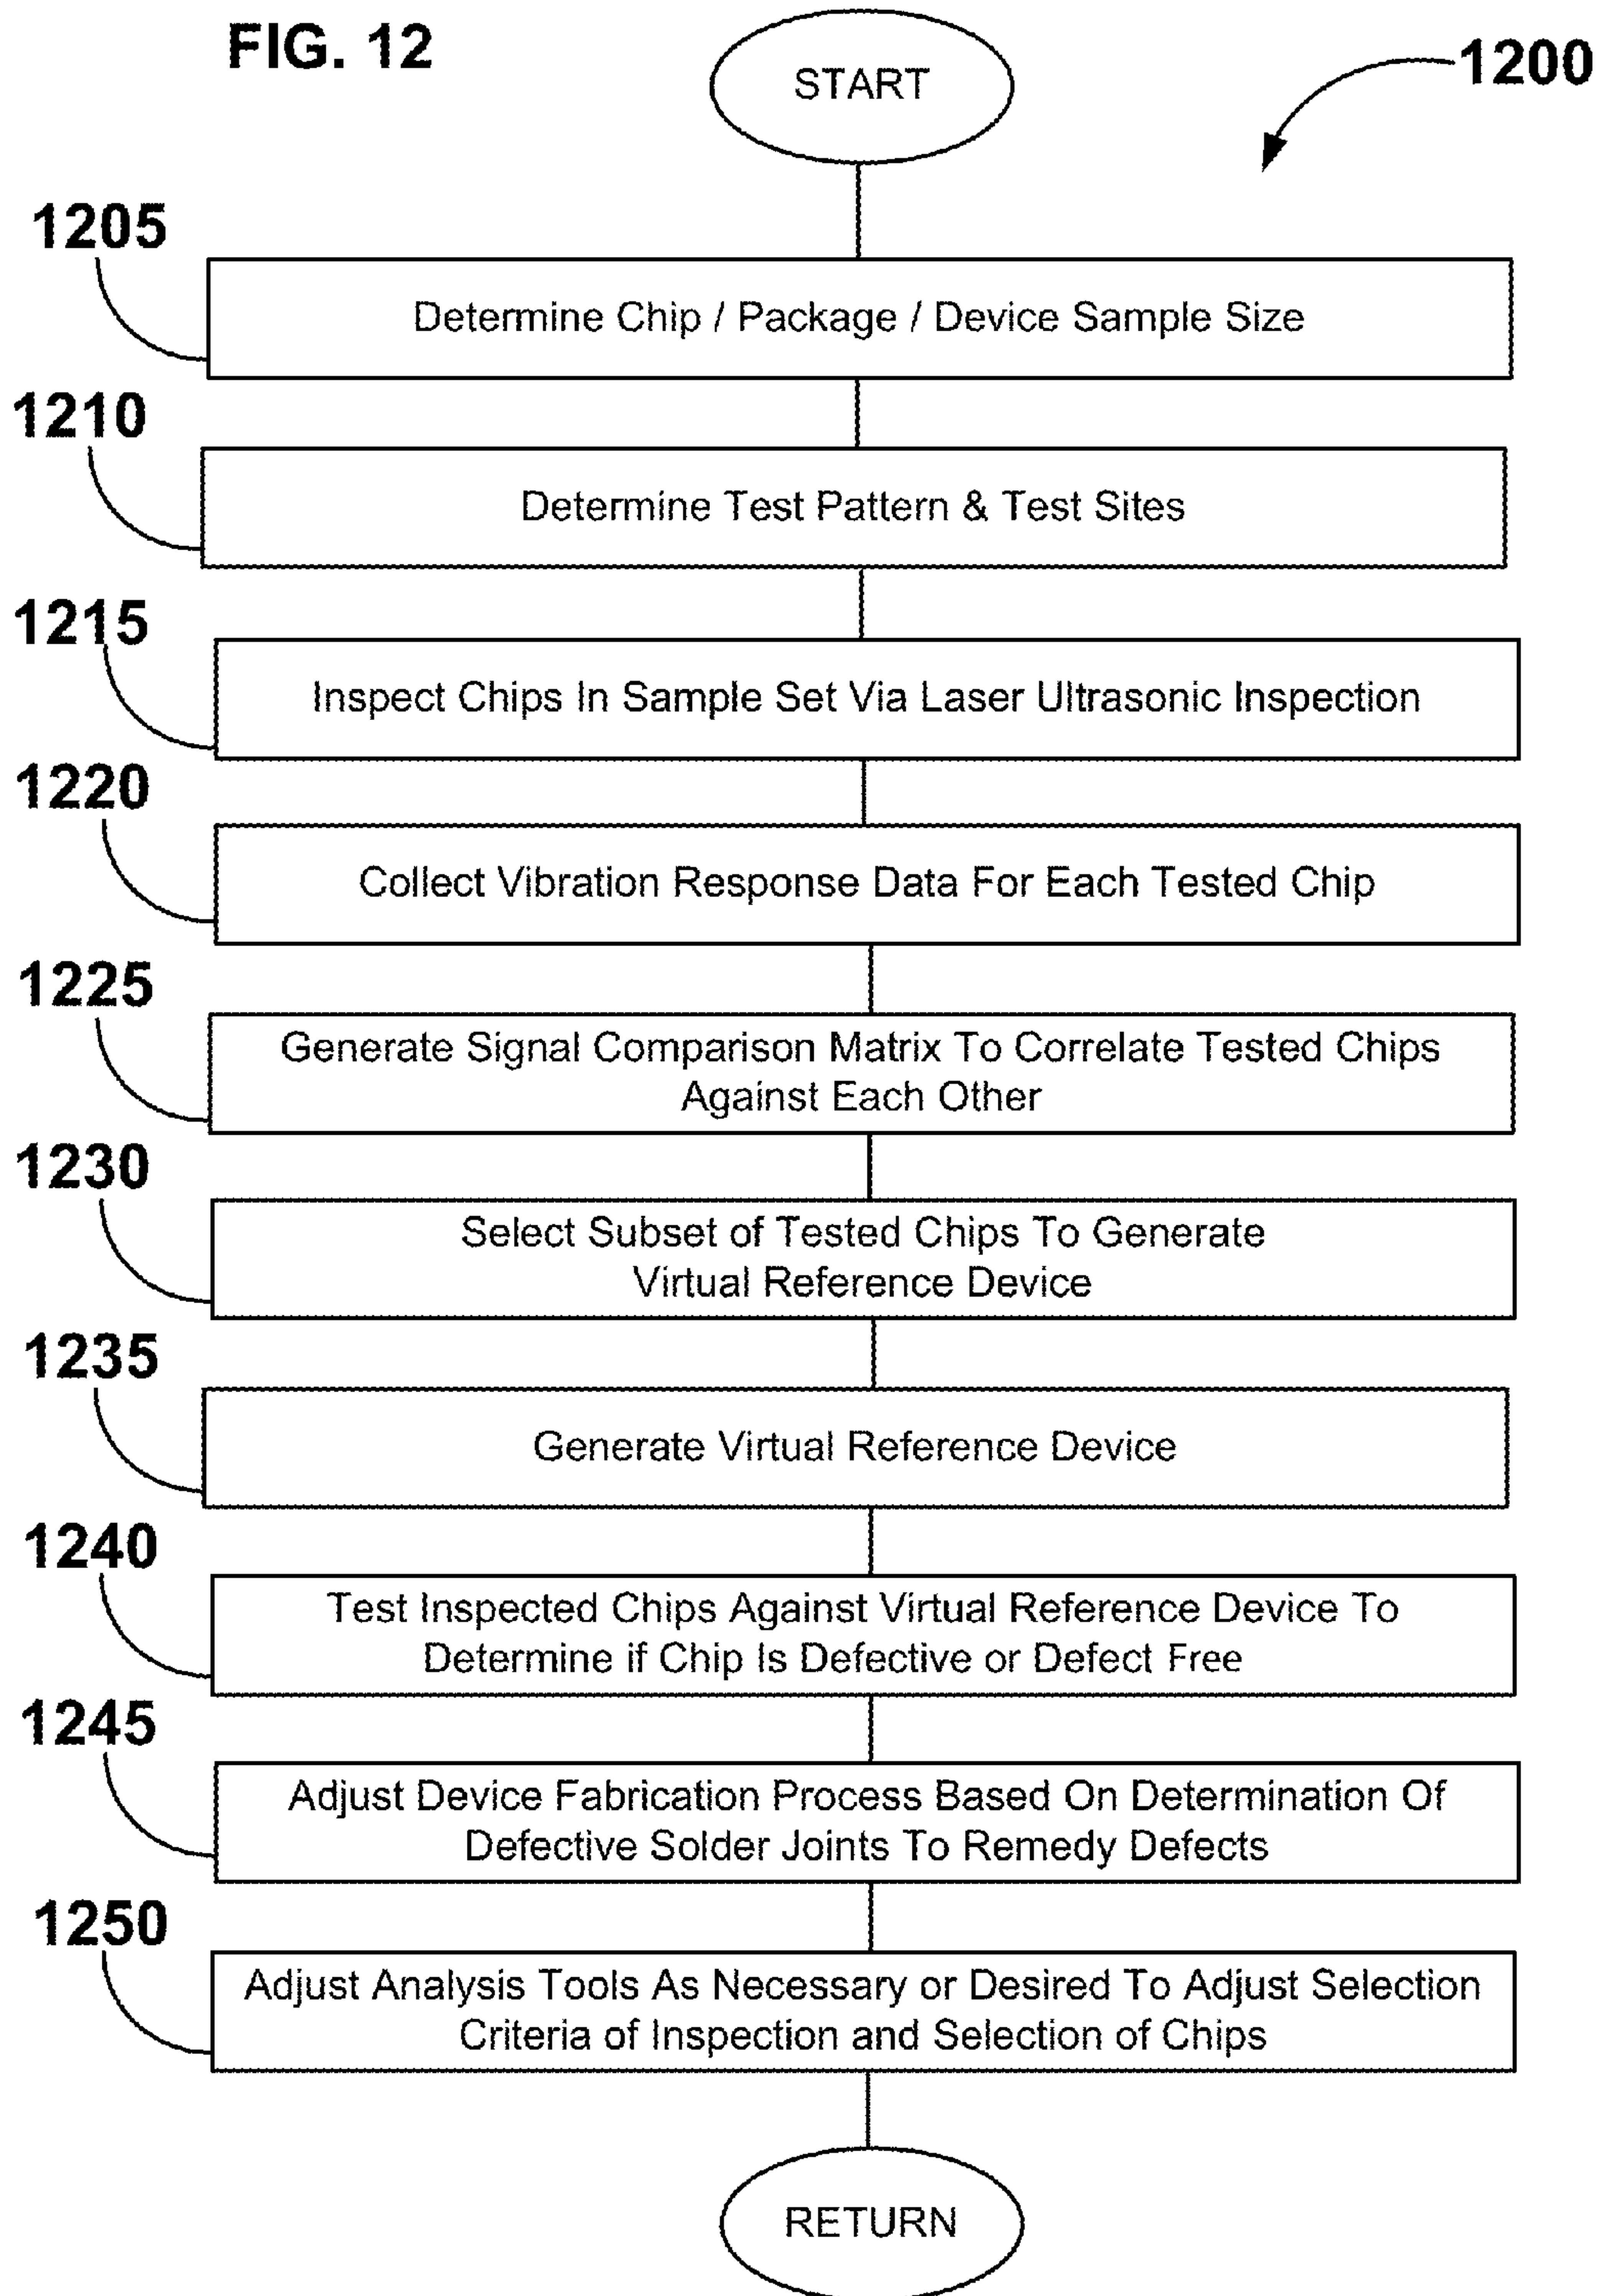 FIG. 12
START
1200
1205
Determine Chip / Package / Device Sample Size
1210
Determine Test Pattern & Test Sites
1215
Inspect Chips In Sample Set Via Laser Ultrasonic Inspection
1220
Collect Vibration Response Data For Each Tested Chip
1225
Generate Signal Comparison Matrix To Correlate Tested Chips
Against Each Other
1230
Select Subset of Tested Chips To Generate
Virtual Reference Device
1235
Generate Virtual Reference Device
1240
Test Inspected Chips Against Virtual Reference Device To
Determine if Chip Is Defective or Defect Free
1245
Adjust Device Fabrication Process Based On Determination Of
Defective Solder Joints To Remedy Defects
1250
Adjust Analysis Tools As Necessary or Desired To Adjust Selection
Criteria of Inspection and Selection of Chips
RETURN